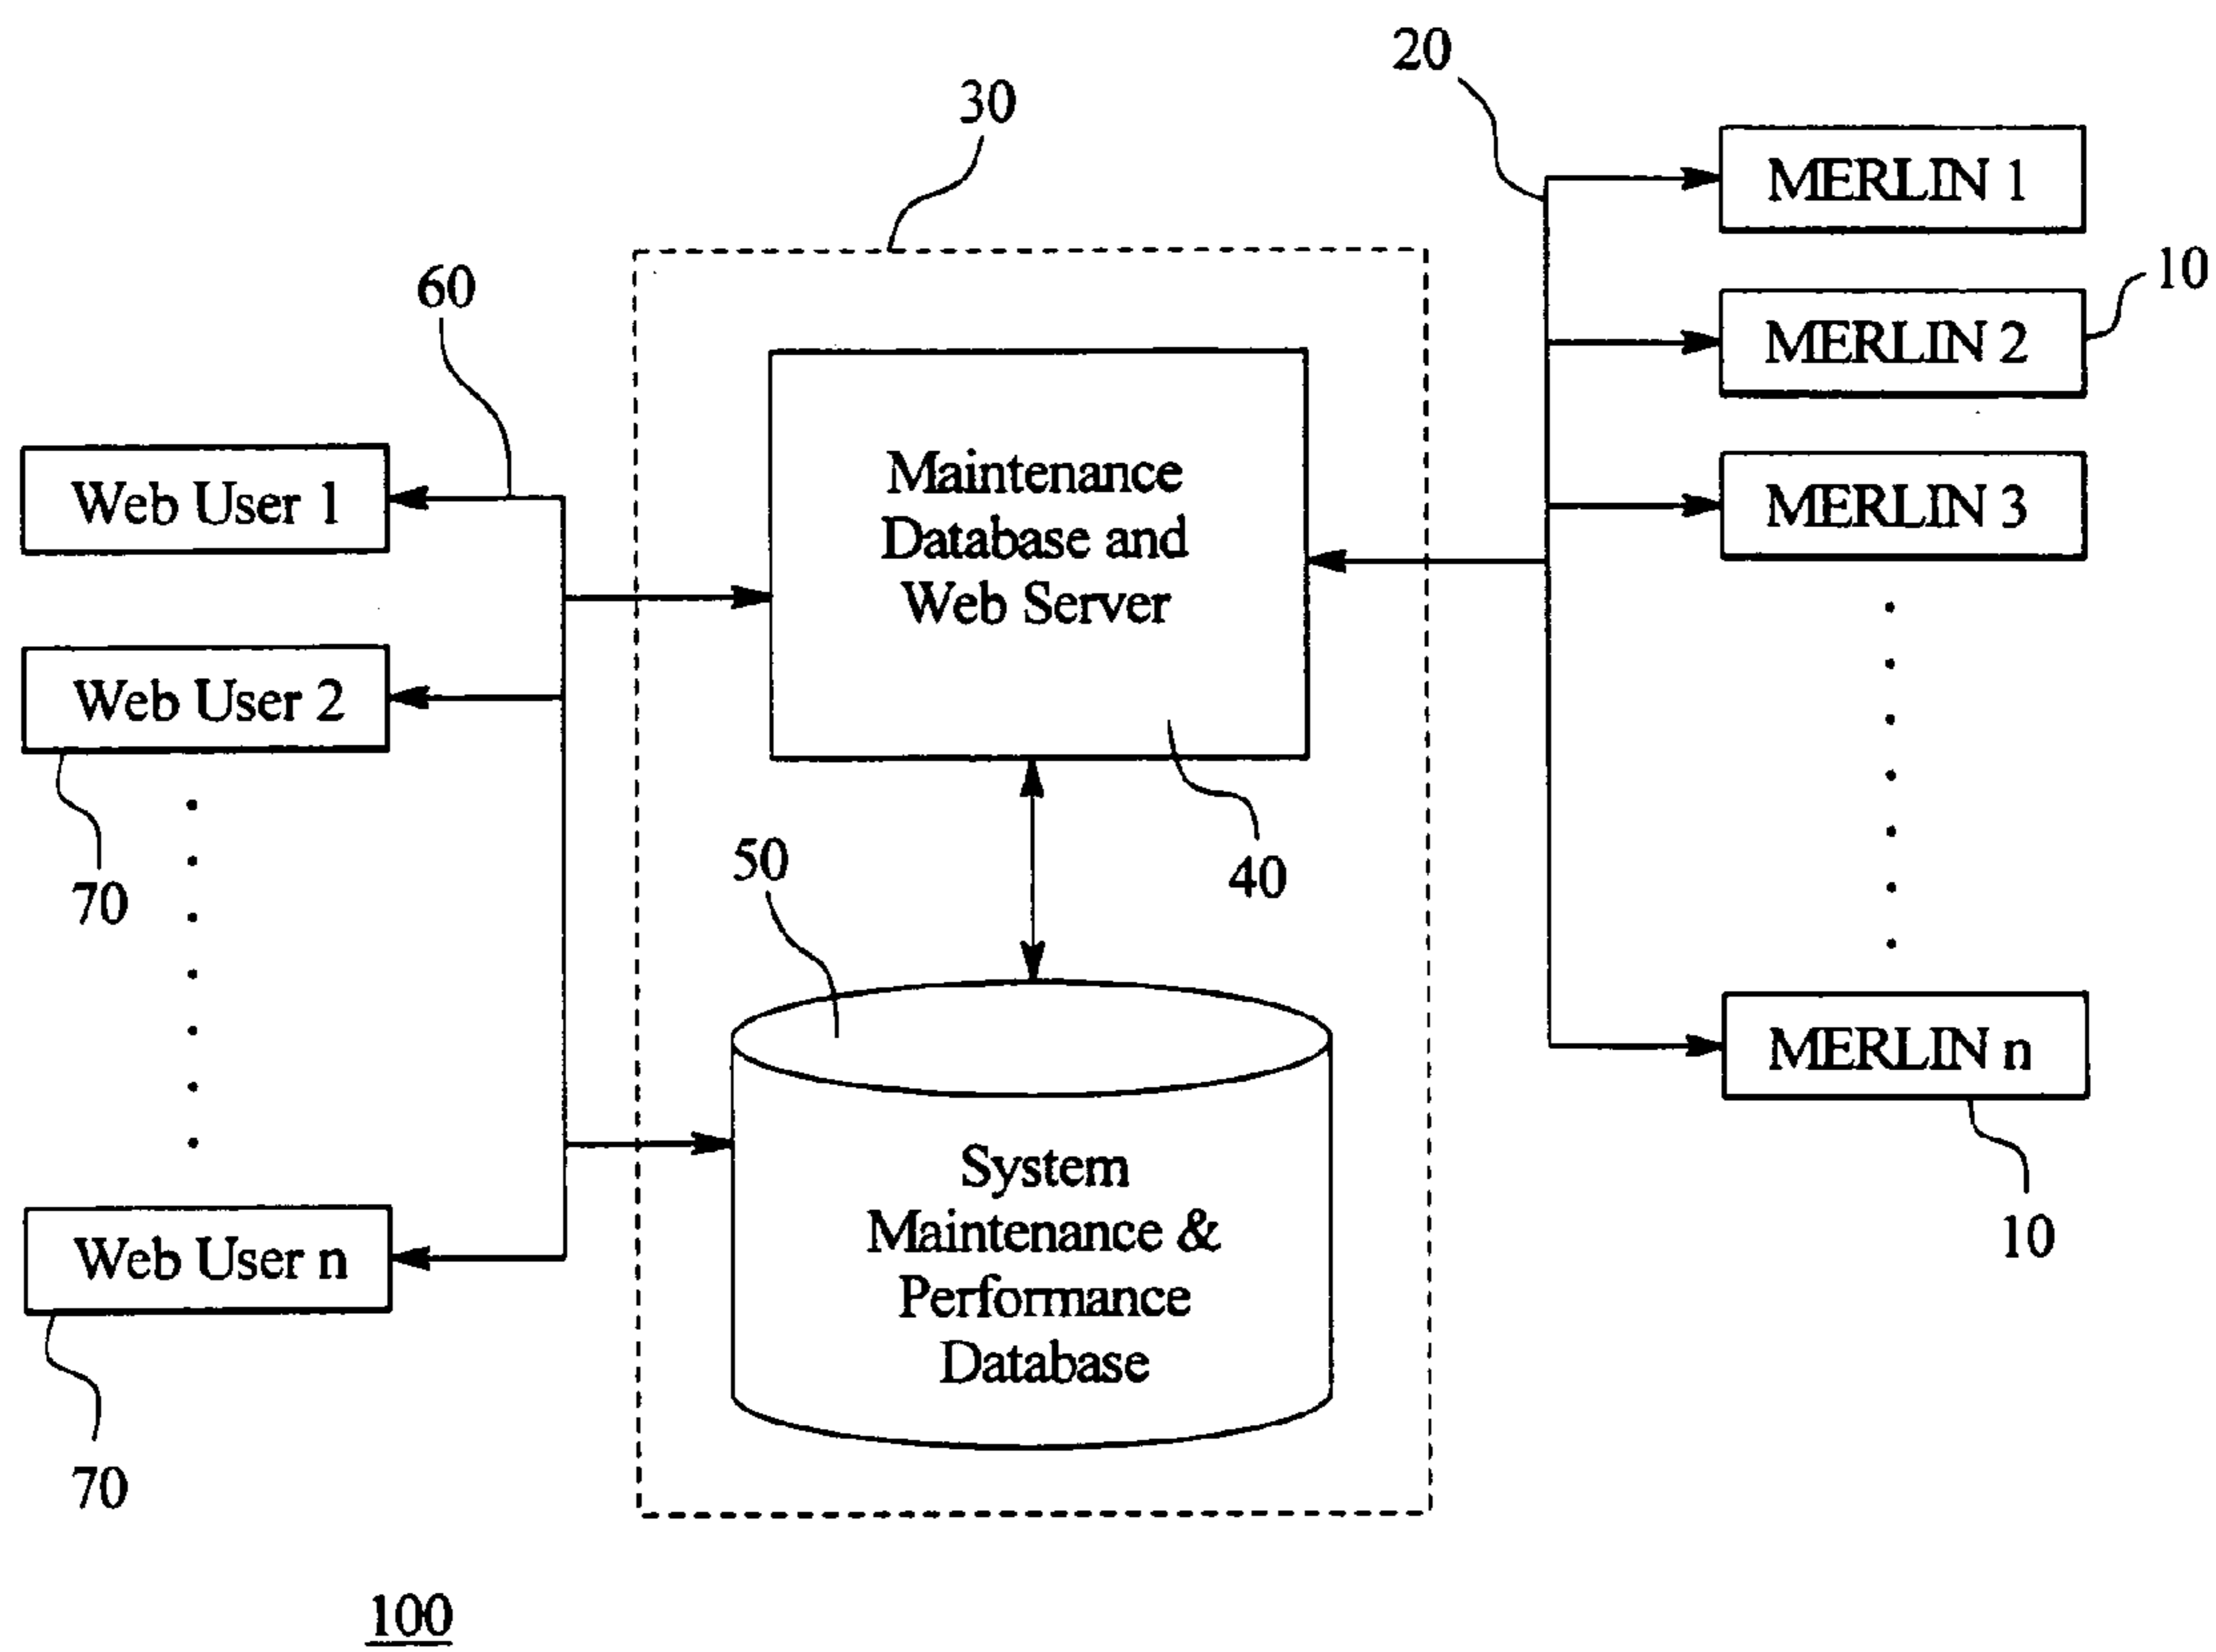 20
30
MERLIN 1
10
60
MERLIN 2
Maintenance
Database and
Web Server
Web User 1
MERLIN 3
Web User 2
50
40
70
MERLIN n
System
Maintenance &
Performance
Database
10
Web User n
70
100